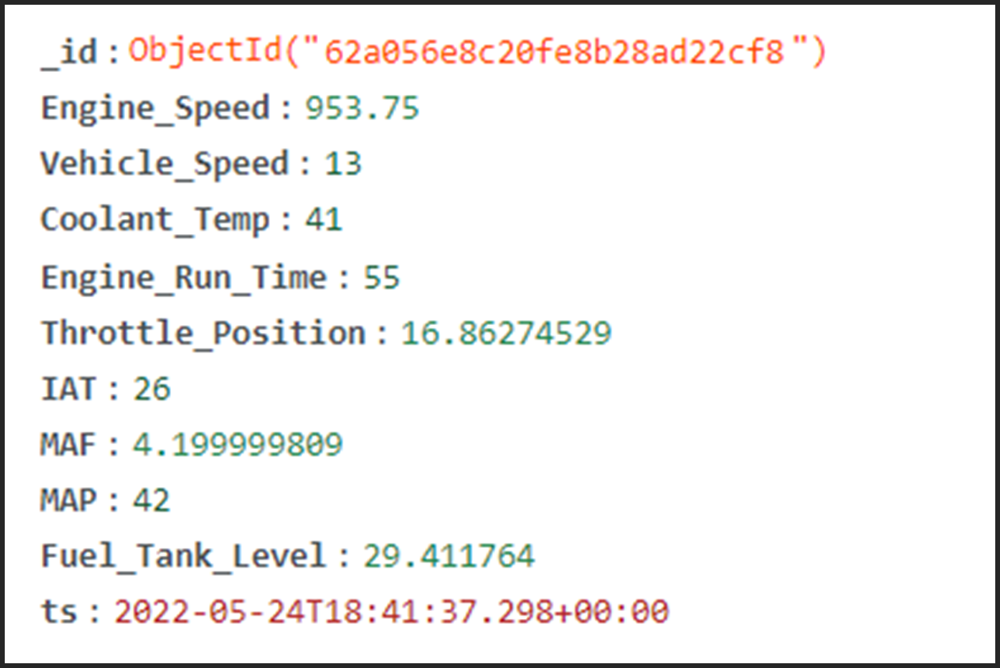 _id : ObjectId("62a056e8c20fe8b28ad22cf8")
Engine_Speed : 953.75
Vehicle_Speed : 13
Coolant_Temp : 41
Engine_Run_Time : 55
Throttle_Position : 16.86274529
IAT : 26
MAF : 4.199999809
MAP : 42
Fuel_Tank_Level : 29.411764
ts : 2022-05-24T18:41:37.298+00:00